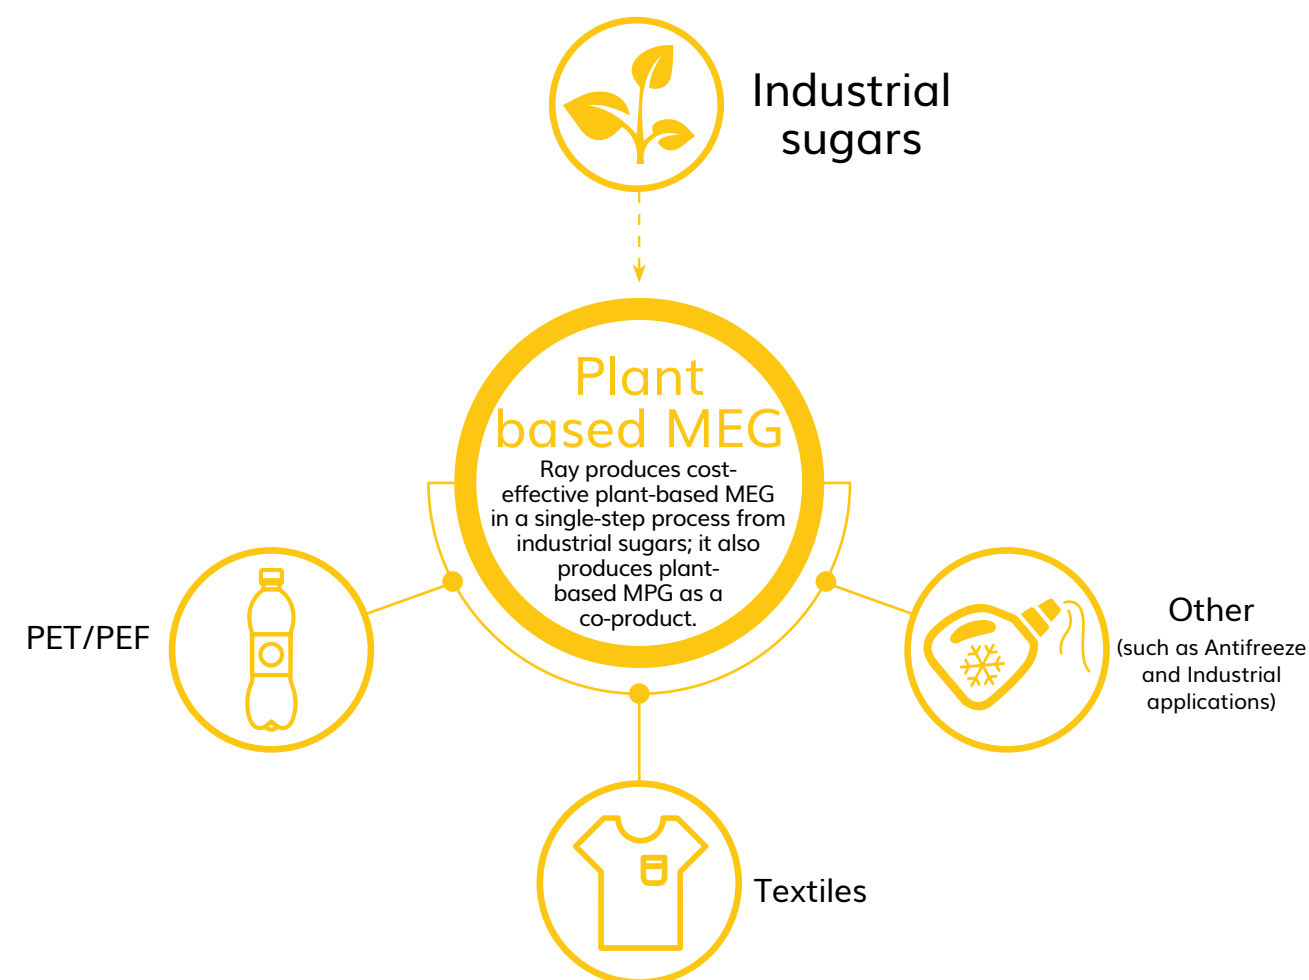 Industrial
sugars
Plant
based MEG
Ray produces cost-
effective plant-based MEG
in a single-step process from
industrial sugars; it also
produces plant-
based MPG as a
co-product.
PET/PEF
Other
(such as Antifreeze
and Industrial
applications)
Textiles